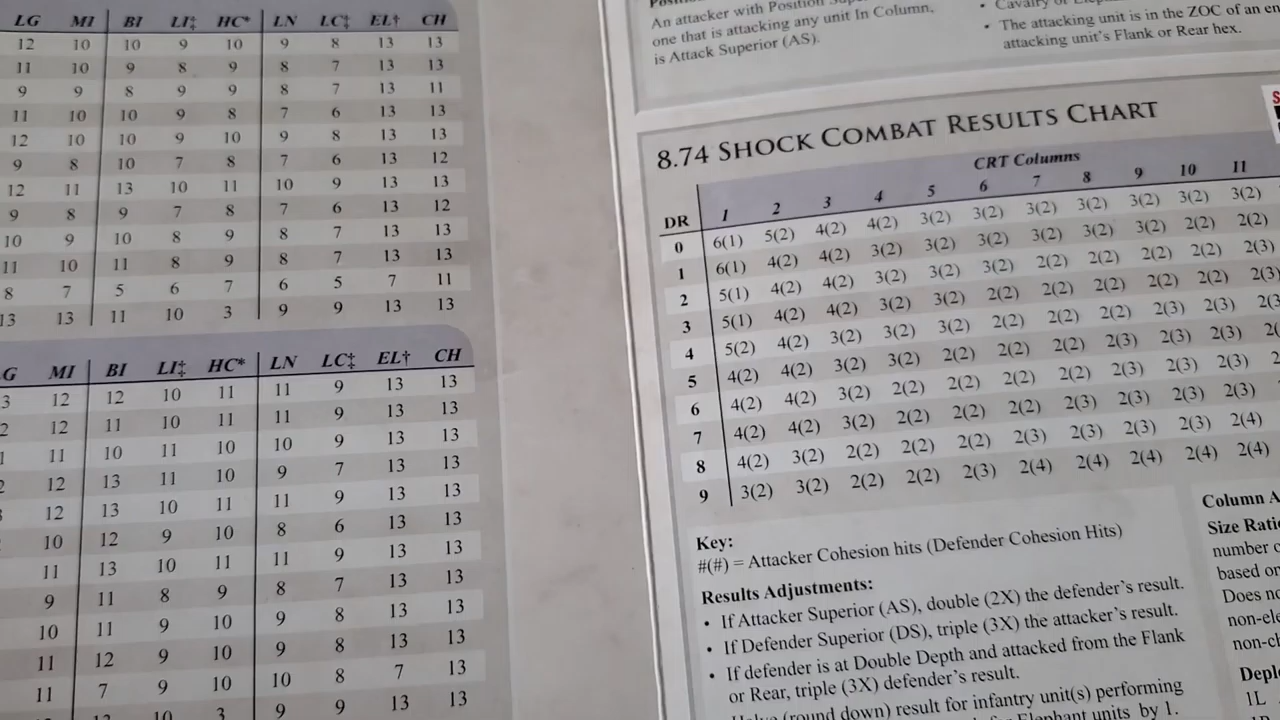 LG MI BI LI‡ HC* LN LC‡ EL† CH
12 10 10 9 10 9 8 13 13
11 10 9 8 9 8 7 13 13
9 9 8 9 9 8 7 13 11
11 10 10 9 8 7 6 13 13
12 10 10 9 10 9 8 13 13
9 8 10 7 8 7 6 13 12
12 11 13 10 11 10 9 13 13
9 8 9 7 8 7 6 13 12
10 9 10 8 9 8 7 13 13
11 10 11 8 9 8 7 13 13
8 7 5 6 7 6 5 7 11
13 13 11 10 3 9 9 13 13
MI BI LI‡ HC* LN LC‡ EL† CH
12 12 10 11 11 9 13 13
12 11 10 11 11 9 13 13
11 10 11 10 10 9 13 13
12 13 11 10 9 7 13 13
12 13 10 11 11 9 13 13
10 12 9 10 8 6 13 13
11 13 10 11 11 9 13 13
9 11 8 9 8 7 13 13
10 11 9 10 9 8 13 13
11 12 9 10 9 8 13 13
11 7 9 10 10 8 7 13
10 3 9 9 13 13
An attacker with Position
one that is attacking any unit In Column,
is Attack Superior (AS).
• Cavalry or
• The attacking unit is in the ZOC of an
attacking unit's Flank or Rear hex.
8.74 SHOCK COMBAT RESULTS CHART
CRT Columns
DR 1 2 3 4 5 6 7 8 9 10 11
0 6(1) 5(2) 4(2) 4(2) 3(2) 3(2) 3(2) 3(2) 3(2) 3(2) 3(2)
1 6(1) 4(2) 4(2) 3(2) 3(2) 3(2) 3(2) 3(2) 3(2) 2(2) 2(2)
2 5(1) 4(2) 4(2) 3(2) 3(2) 3(2) 2(2) 2(2) 2(2) 2(2) 2(3)
3 5(1) 4(2) 4(2) 3(2) 3(2) 2(2) 2(2) 2(2) 2(2) 2(2) 2(3)
4 5(2) 4(2) 3(2) 3(2) 3(2) 2(2) 2(2) 2(2) 2(3) 2(3)
5 4(2) 4(2) 3(2) 3(2) 2(2) 2(2) 2(2) 2(3) 2(3) 2(3)
6 4(2) 4(2) 3(2) 2(2) 2(2) 2(2) 2(2) 2(3) 2(3) 2(3)
7 4(2) 4(2) 3(2) 2(2) 2(2) 2(2) 2(3) 2(3) 2(3) 2(3)
8 4(2) 3(2) 2(2) 2(2) 2(2) 2(3) 2(3) 2(3) 2(3) 2(4)
9 3(2) 3(2) 2(2) 2(2) 2(3) 2(4) 2(4) 2(4) 2(4) 2(4)
Key:
#(#) = Attacker Cohesion hits (Defender Cohesion Hits)
Results Adjustments:
• If Attacker Superior (AS), double (2X) the defender's result.
• If Defender Superior (DS), triple (3X) the attacker's result.
• If defender is at Double Depth and attacked from the Flank
or Rear, triple (3X) defender's result.
(round down) result for infantry unit(s) performing
Elephant units by 1.
Column
Size
number
based on
Does
1L